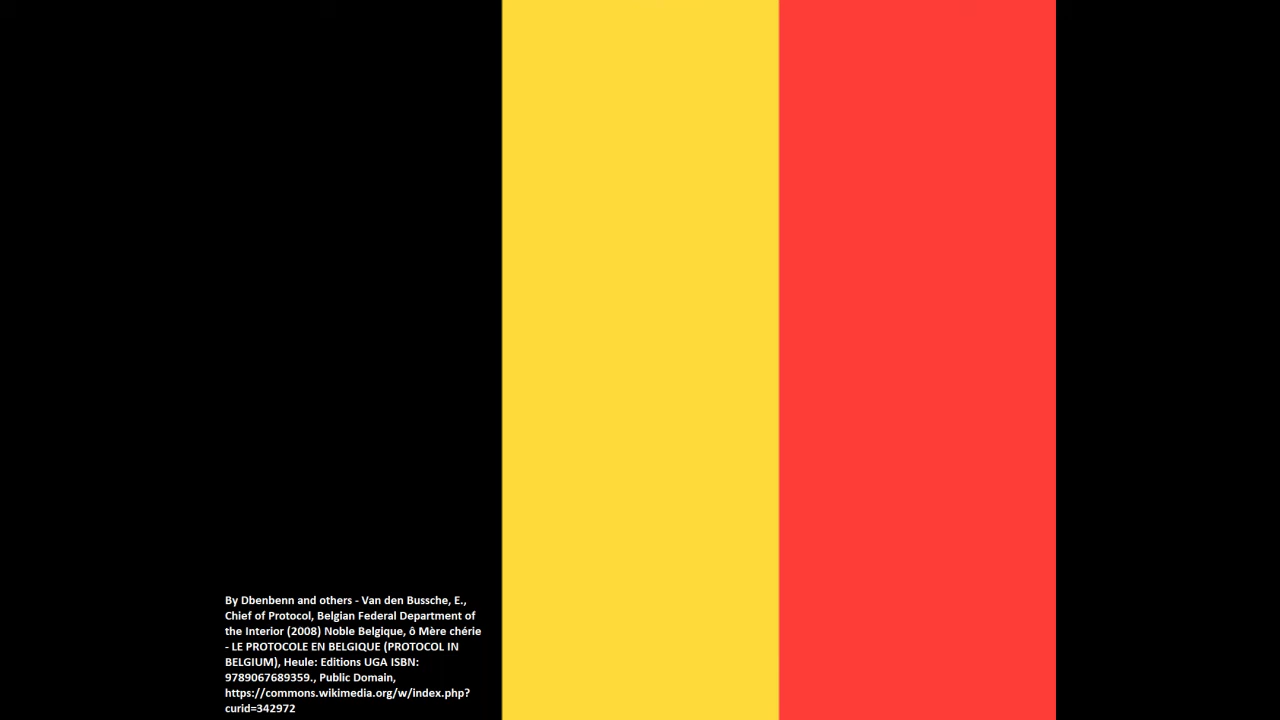 By Dbenbenn and others - Van den Bussche, E.,
Chief of Protocol, Belgian Federal Department of
the Interior (2008) Noble Belgique, ô Mère chérie
- LE PROTOCOLE EN BELGIQUE (PROTOCOL IN
BELGIUM), Heule: Editions UGA ISBN:
9789067689359., Public Domain,
https://commons.wikimedia.org/w/index.php?
curid=342972